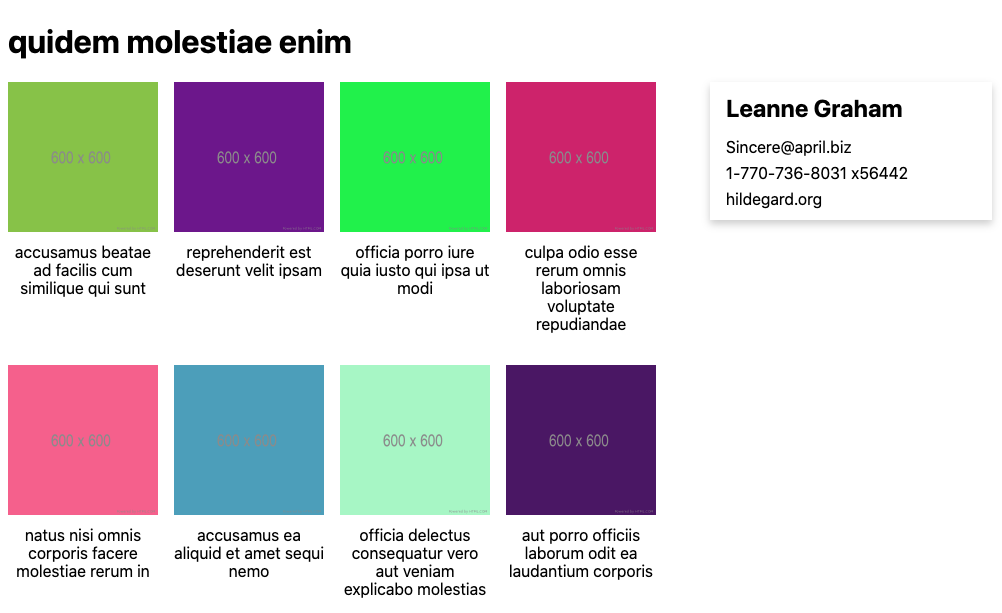 quidem molestiae enim
600 x 600
600 x 600
600 x 600
600 x 600
accusamus beatae
ad facilis cum
similique qui sunt
reprehenderit est
deserunt velit ipsam
officia porro iure
quia iusto qui ipsa ut
modi
culpa odio esse
rerum omnis
laboriosam
voluptate
repudiandae
Leanne Graham
Sincere@april.biz
1-770-736-8031 x56442
hildegard.org
600 x 600
600 x 600
600 x 600
600 x 600
natus nisi omnis
corporis facere
molestiae rerum in
accusamus ea
aliquid et amet sequi
nemo
officia delectus
consequatur vero
aut veniam
explicabo molestias
aut porro officiis
laborum odit ea
laudantium corporis